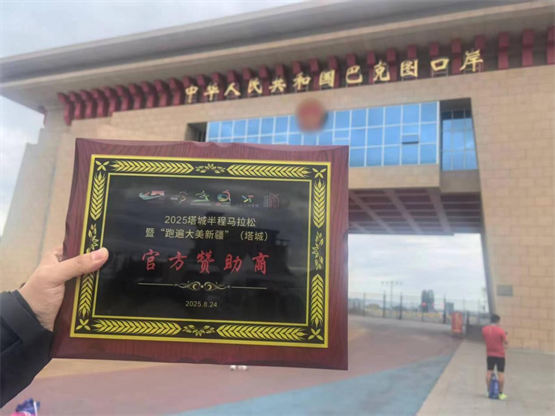 中华人民共和国巴克图口岸
2025塔城半程马拉松
暨“跑遍大美新疆”（塔城）
官方赞助商
2025.8.24